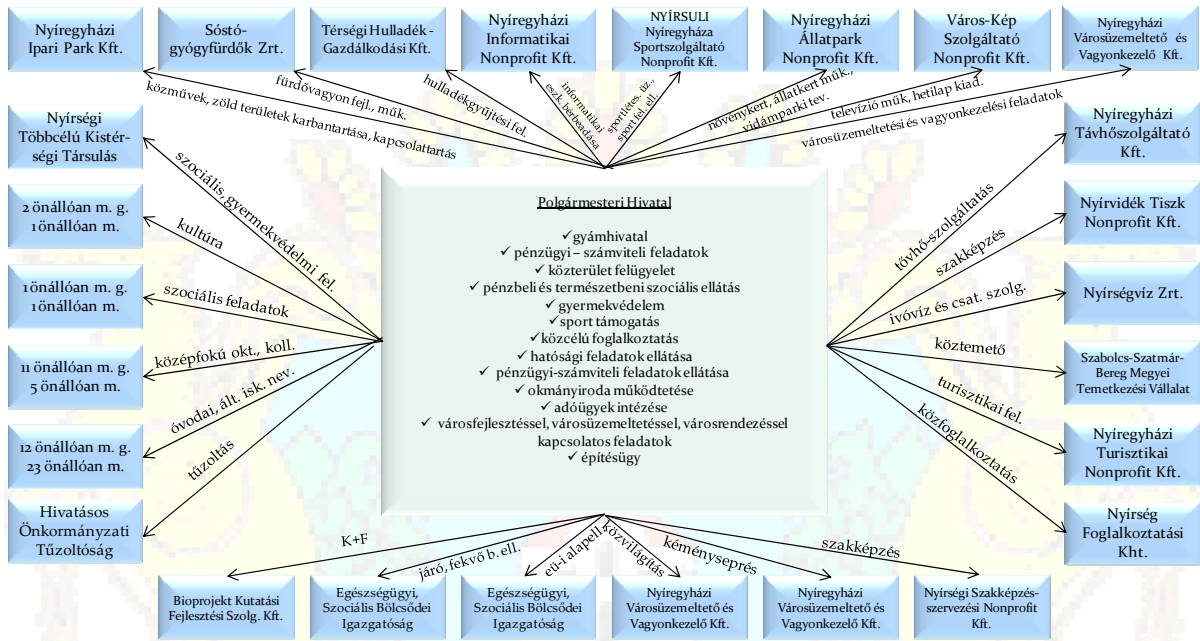 Nyíregyházi
Ipari Park Kft.
Sóstó-
gyógyfürdők Zrt.
Térségi Hulladék -
Gazdálkodási Kft.
Nyíregyházi
Informatikai
Nonprofit Kft.
NYÍRSULI
Nyíregyháza
Sportszolgáltató
Nonprofit Kft.
Nyíregyházi
Állatpark
Nonprofit Kft.
Város-Kép
Szolgáltató
Nonprofit Kft.
Nyíregyházi
Városüzemeltető és
Vagyonkezelő Kft.
közművek, zöld területek karbantartása, kapcsolattartás
fürdővagyon fejl., műk.
hulladékgyűjtési fel.
informatikai
eszk. bérbeadása
sportlétes. üz.,
sport fel. ell.
növénykert, állatkert műk.,
vidámparki tev.
televízió műk, hetilap kiad.
városüzemeltetési és vagyonkezelési feladatok
Nyírségi
Többcélú Kistér-
ségi Társulás
2 önállóan m. g.
1 önállóan m.
1 önállóan m. g.
1 önállóan m.
11 önállóan m. g.
5 önállóan m.
12 önállóan m. g.
23 önállóan m.
Hivatásos
Önkormányzati
Tűzoltóság
szociális, gyermekvédelmi fel.
kultúra
szociális feladatok
középfokú okt., koll.
óvodai, ált. isk. nev.
tűzoltás
Polgármesteri Hivatal
✓gyámhivatal
✓pénzügyi – számviteli feladatok
✓közterület felügyelet
✓pénzbeli és természetbeni szociális ellátás
✓gyermekvédelem
✓sport támogatás
✓közcélú foglalkoztatás
✓hatósági feladatok ellátása
✓pénzügyi-számviteli feladatok ellátása
✓okmányiroda működtetése
✓adóügyek intézése
✓ városfejlesztéssel, városüzemeltetéssel, városrendezéssel
kapcsolatos feladatok
✓építésügy
tövhő-szolgáltatás
szakképzés
ivóvíz és csat. szolg.
köztemető
turisztikai fel.
közfoglalkoztatás
Nyíregyházi
Távhőszolgáltató
Kft.
Nyírvidék Tiszk
Nonprofit Kft.
Nyírségvíz Zrt.
Szabolcs-Szatmár-
Bereg Megyei
Temetkezési Vállalat
Nyíregyházi
Turisztikai
Nonprofit Kft.
Nyírség
Foglalkoztatási
Kht.
K+F
járó, fekvő b. ell.
eü-i alapell.
közvilágítás
kéményseprés
szakképzés
Bioprojekt Kutatási
Fejlesztési Szolg. Kft.
Egészségügyi,
Szociális Bölcsődei
Igazgatóság
Egészségügyi,
Szociális Bölcsődei
Igazgatóság
Nyíregyházi
Városüzemeltető és
Vagyonkezelő Kft.
Nyíregyházi
Városüzemeltető és
Vagyonkezelő Kft.
Nyírségi Szakképzés-
szervezési Nonprofit
Kft.